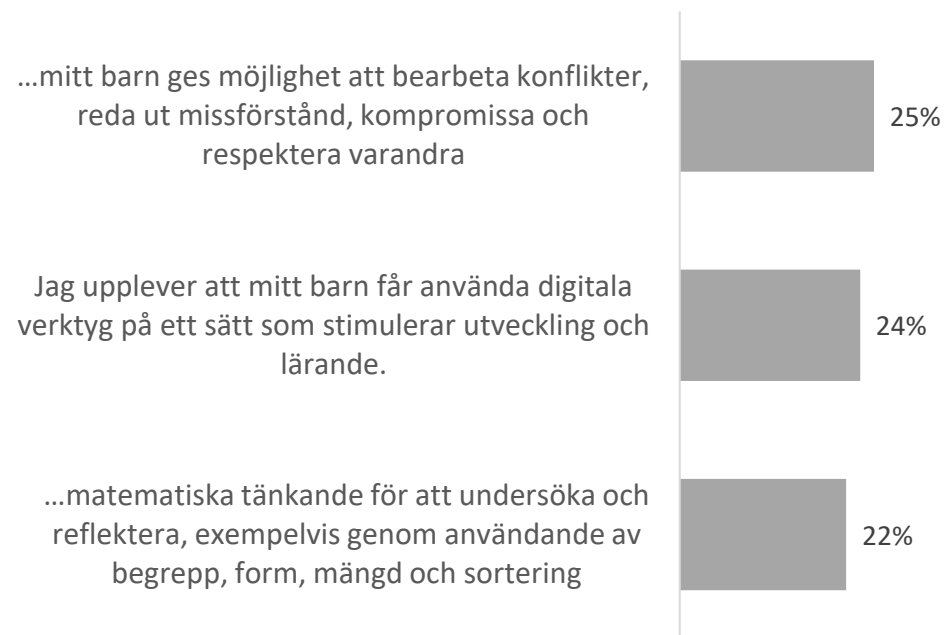 …mitt barn ges möjlighet att bearbeta konflikter,
reda ut missförstånd, kompromissa och
respektera varandra
25%
Jag upplever att mitt barn får använda digitala
verktyg på ett sätt som stimulerar utveckling och
lärande.
24%
…matematiska tänkande för att undersöka och
reflektera, exempelvis genom användande av
begrepp, form, mängd och sortering
22%